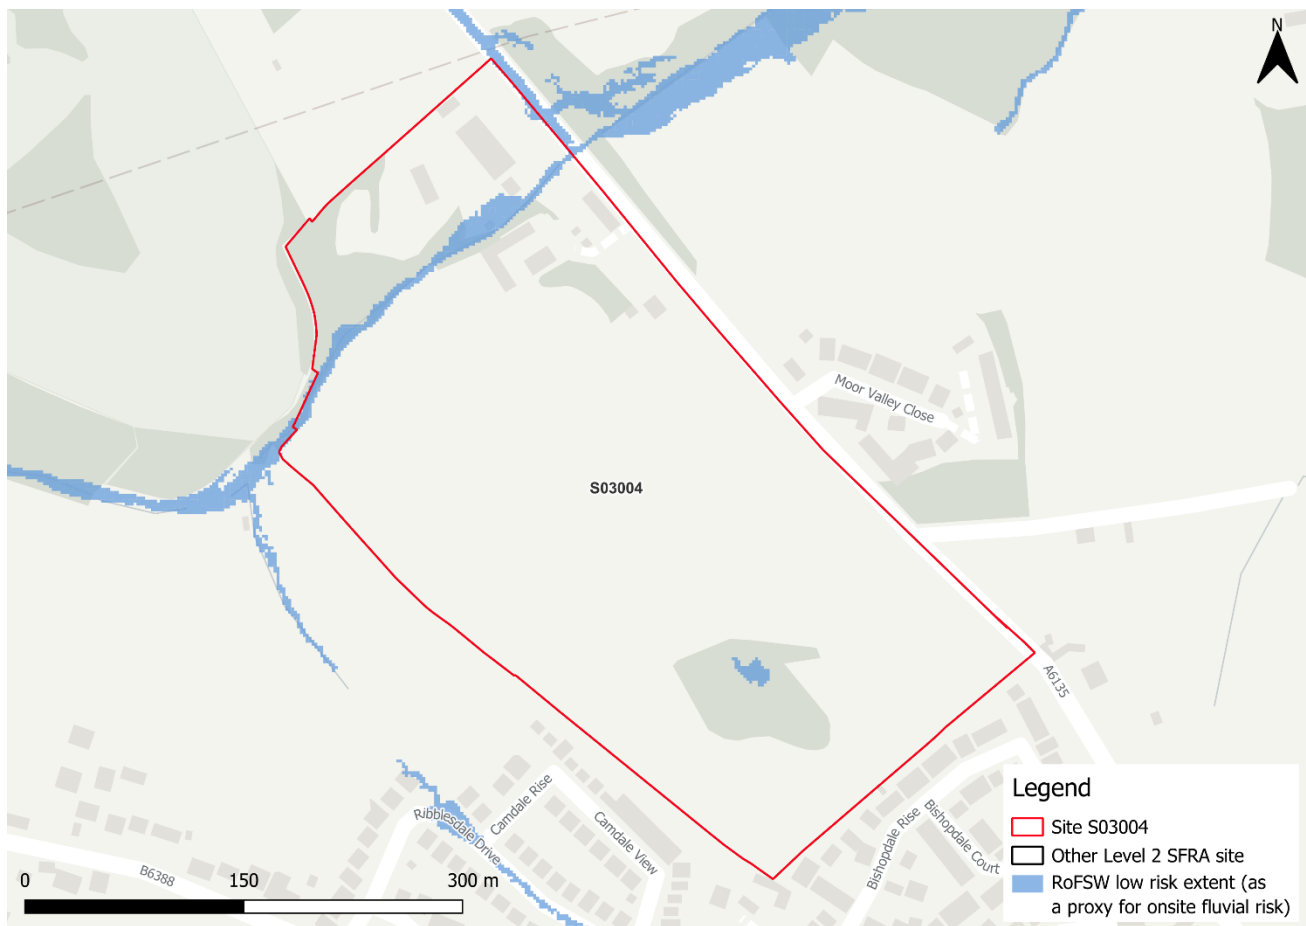 N
Moor Valley Close
S03004
A6135
Camdale Rise
Ribblesdale Drive
Camdale View
Bishopdale Rise
Bishopdale Court
B6388
0 150 300 m
Legend
Site S03004
Other Level 2 SFRA site
RoFSW low risk extent (as
a proxy for onsite fluvial risk)